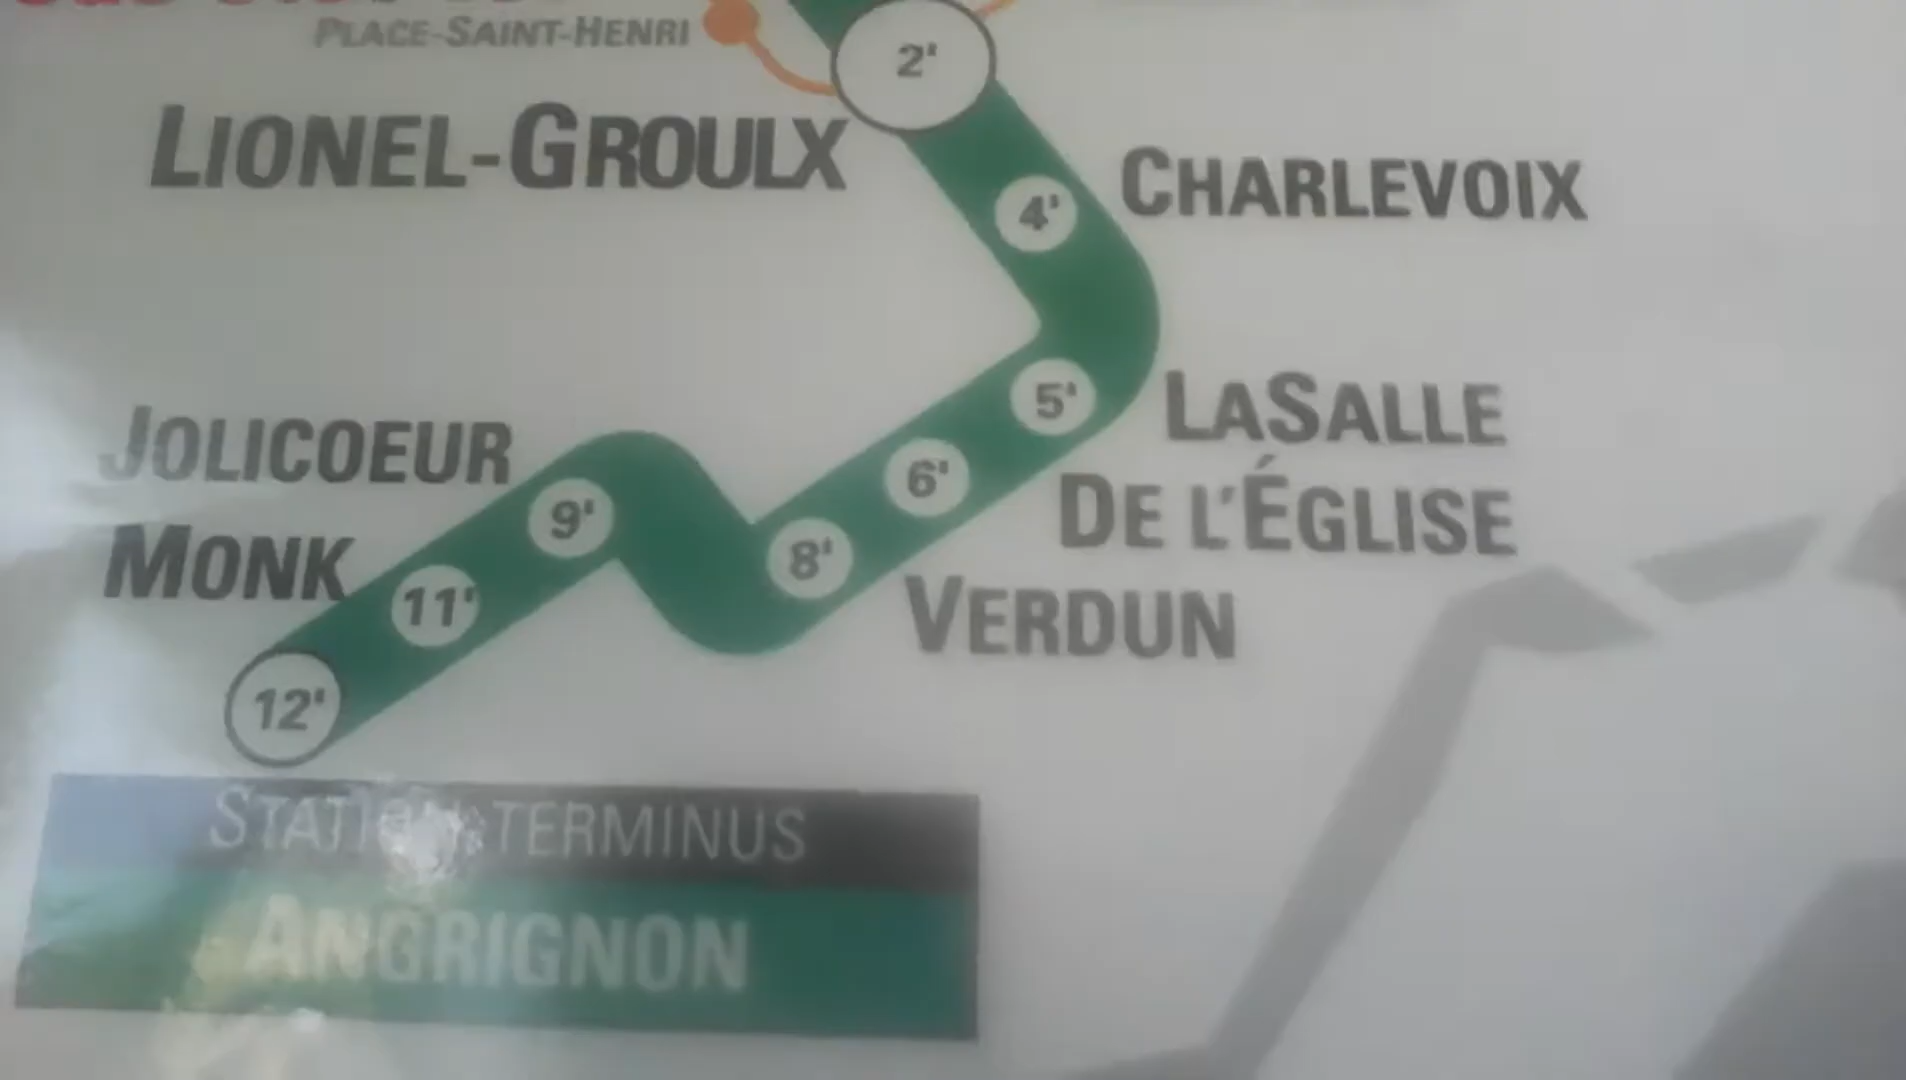 PLACE-SAINT-HENRI
2'
LIONEL-GROULX
CHARLEVOIX
4'
LASALLE
5'
DE L'ÉGLISE
6'
JOLICOEUR
9'
VERDUN
8'
MONK
11'
12'
STATION TERMINUS
ANGRIGNON